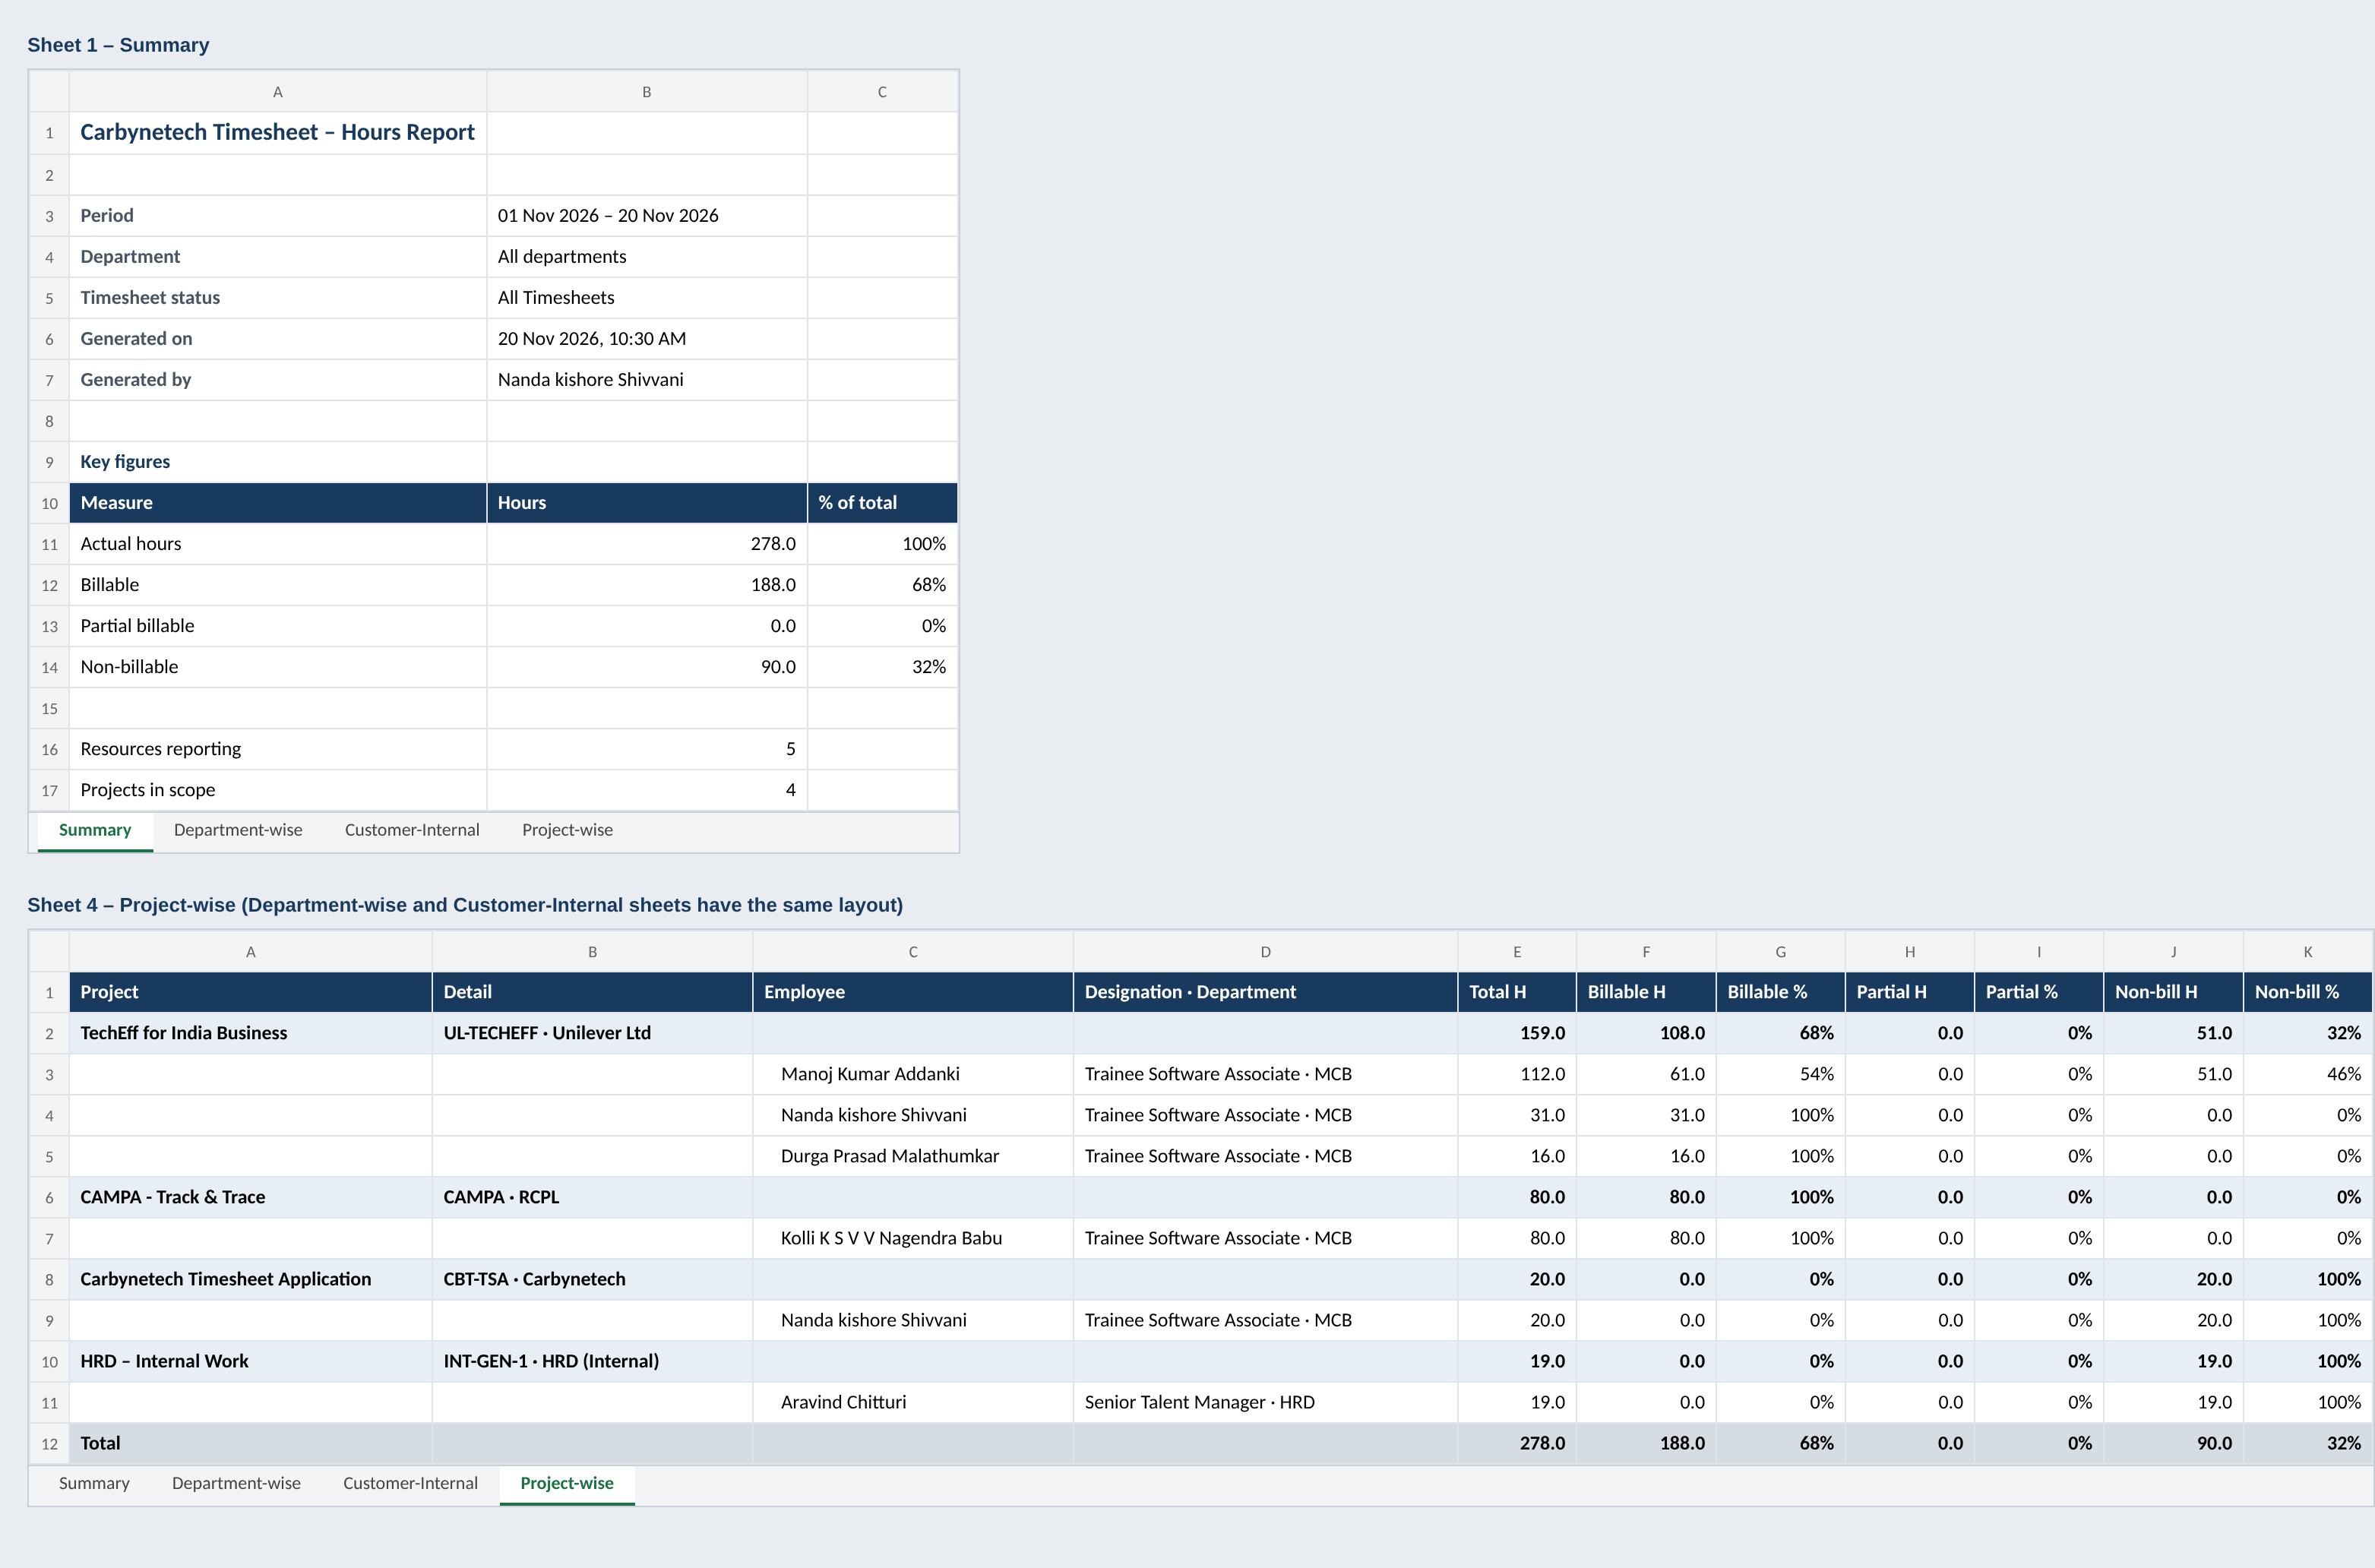 Sheet 1 – Summary
A B C
1 Carbynetech Timesheet – Hours Report
2
3 Period 01 Nov 2026 – 20 Nov 2026
4 Department All departments
5 Timesheet status All Timesheets
6 Generated on 20 Nov 2026, 10:30 AM
7 Generated by Nanda kishore Shivvani
8
9 Key figures
10 Measure Hours % of total
11 Actual hours 278.0 100%
12 Billable 188.0 68%
13 Partial billable 0.0 0%
14 Non-billable 90.0 32%
15
16 Resources reporting 5
17 Projects in scope 4
Summary Department-wise Customer-Internal Project-wise
Sheet 4 – Project-wise (Department-wise and Customer-Internal sheets have the same layout)
A B C D E F G H I J K
1 Project Detail Employee Designation · Department Total H Billable H Billable % Partial H Partial % Non-bill H Non-bill %
2 TechEff for India Business UL-TECHEFF · Unilever Ltd 159.0 108.0 68% 0.0 0% 51.0 32%
3 Manoj Kumar Addanki Trainee Software Associate · MCB 112.0 61.0 54% 0.0 0% 51.0 46%
4 Nanda kishore Shivvani Trainee Software Associate · MCB 31.0 31.0 100% 0.0 0% 0.0 0%
5 Durga Prasad Malathumkar Trainee Software Associate · MCB 16.0 16.0 100% 0.0 0% 0.0 0%
6 CAMPA - Track & Trace CAMPA · RCPL 80.0 80.0 100% 0.0 0% 0.0 0%
7 Kolli K S V V Nagendra Babu Trainee Software Associate · MCB 80.0 80.0 100% 0.0 0% 0.0 0%
8 Carbynetech Timesheet Application CBT-TSA · Carbynetech 20.0 0.0 0% 0.0 0% 20.0 100%
9 Nanda kishore Shivvani Trainee Software Associate · MCB 20.0 0.0 0% 0.0 0% 20.0 100%
10 HRD – Internal Work INT-GEN-1 · HRD (Internal) 19.0 0.0 0% 0.0 0% 19.0 100%
11 Aravind Chitturi Senior Talent Manager · HRD 19.0 0.0 0% 0.0 0% 19.0 100%
12 Total 278.0 188.0 68% 0.0 0% 90.0 32%
Summary Department-wise Customer-Internal Project-wise